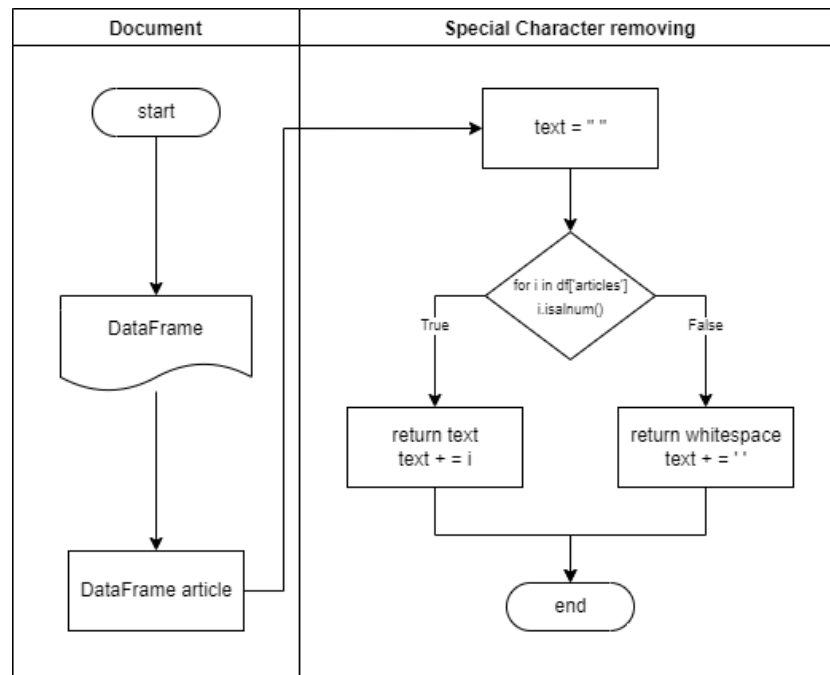 Document
Special Character removing
start
DataFrame
DataFrame article
text = " "
for i in df['articles']
i.isalnum()
True
False
return text
text + = i
return whitespace
text + = ' '
end